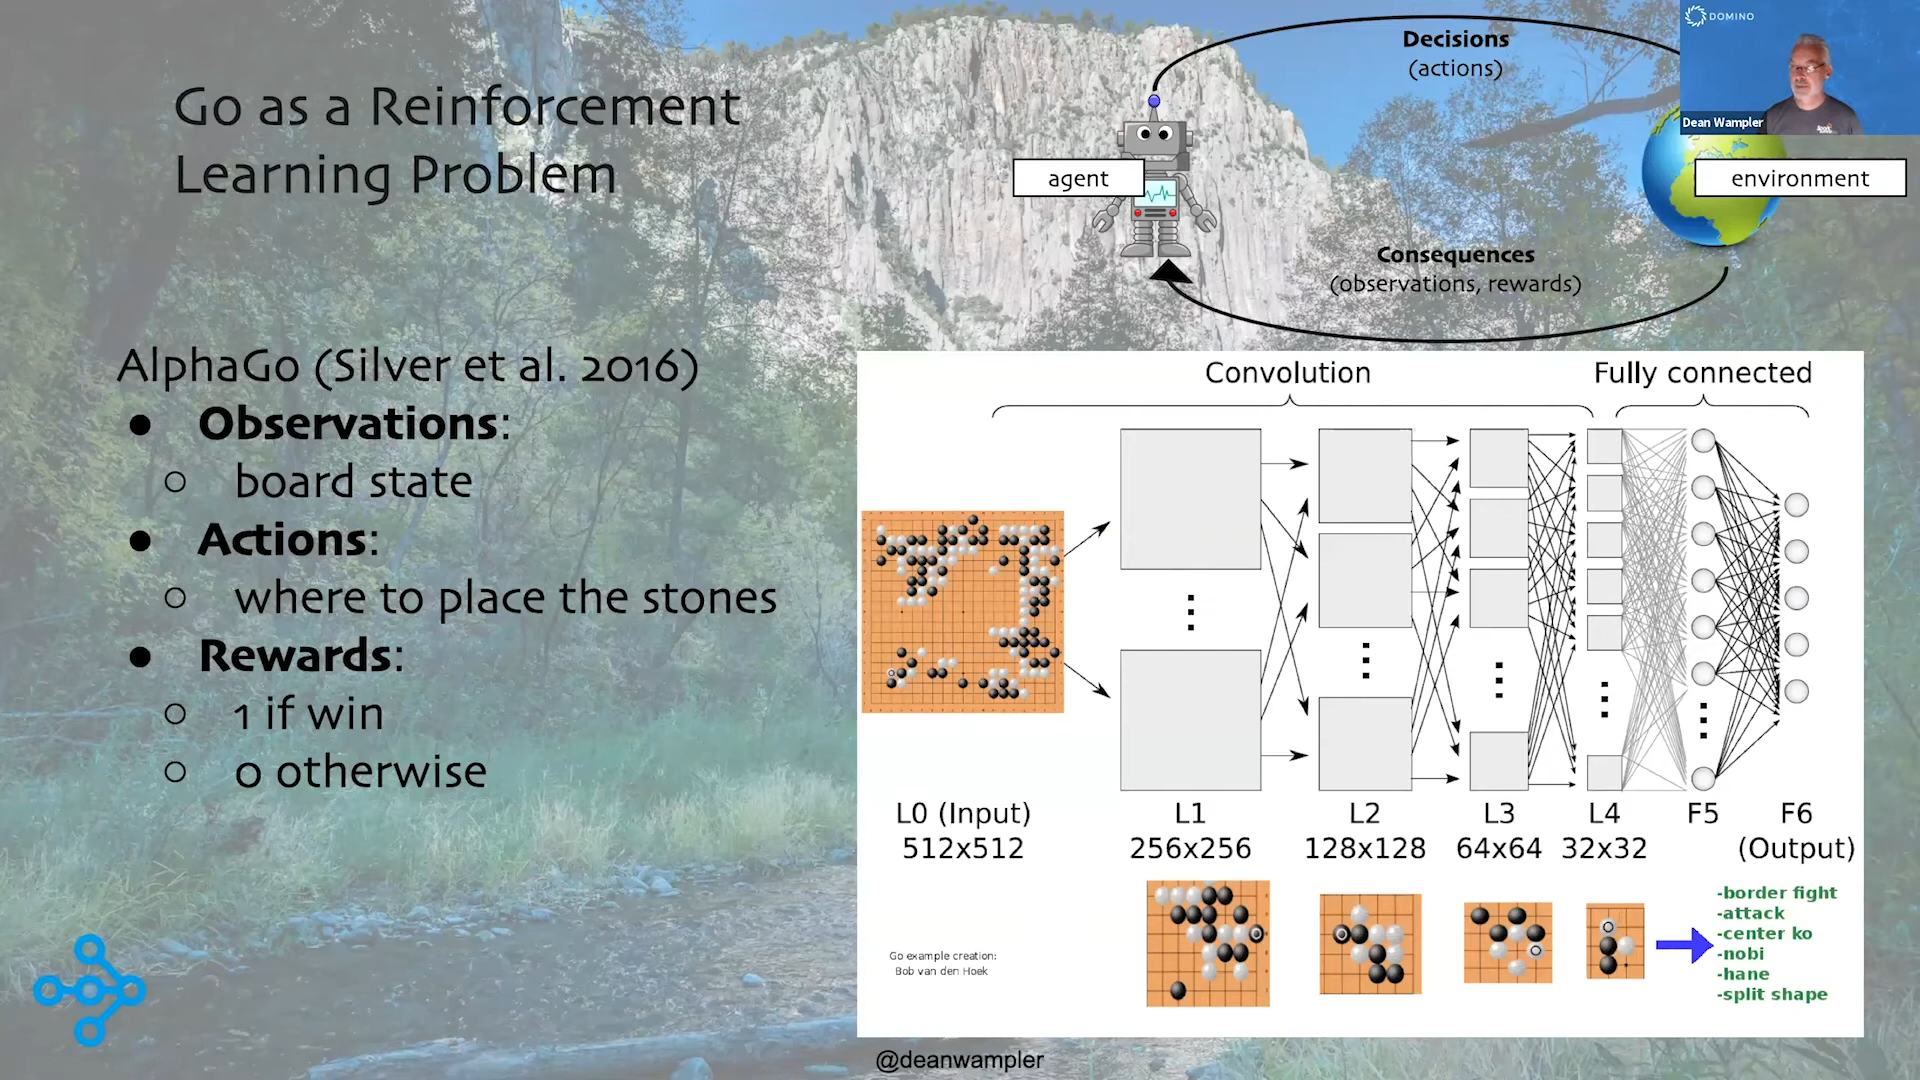 Go as a Reinforcement
Learning Problem
Decisions
(actions)
DOMINO
Dean Wampler
agent
environment
Consequences
(observations, rewards)
AlphaGo (Silver et al. 2016)
● Observations:
○ board state
● Actions:
○ where to place the stones
● Rewards:
○ 1 if win
○ 0 otherwise
Convolution
Fully connected
L0 (Input)
512x512
L1
256x256
L2
128x128
L3
64x64
L4
32x32
F5
F6
(Output)
-border fight
-attack
-center ko
-nobi
-hane
-split shape
Go example creation:
Bob van den Hoek
@deanwampler